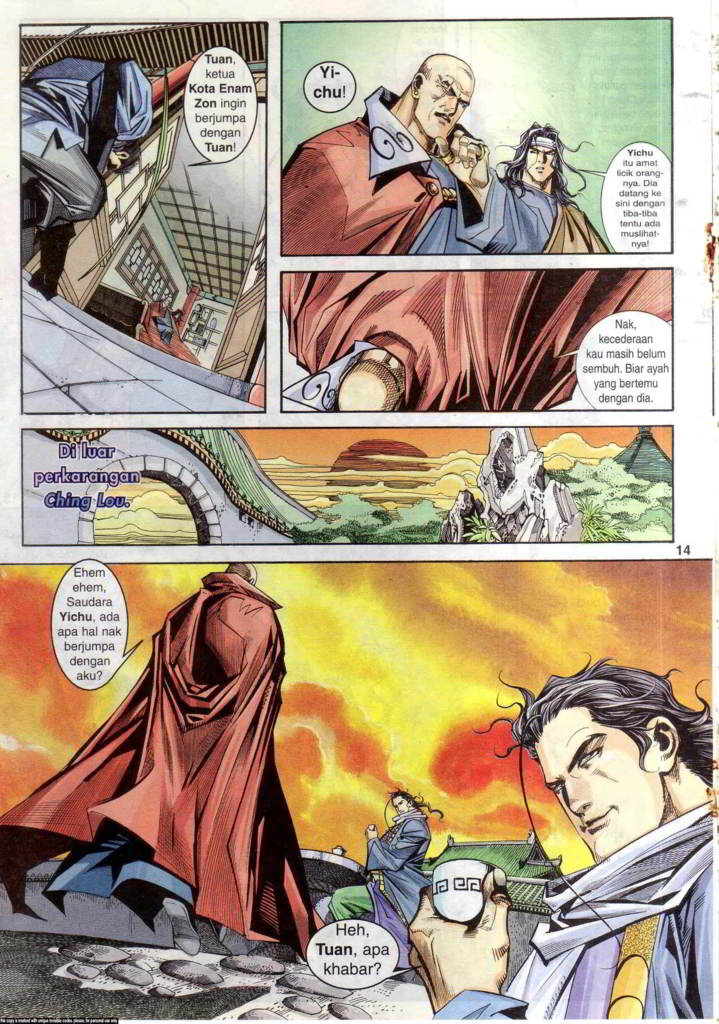 Tuan,
ketua
Kota Enam
Zon ingin
berjumpa
dengan
Tuan!
Yi-
chu!
Yichu
itu amat
licik orang-
nya. Dia
datang ke
sini dengan
tiba-tiba
tentu ada
muslihat-
nya!
Nak,
kecederaan
kau masih belum
sembuh. Biar ayah
yang bertemu
dengan dia.
Di luar
perkarangan
Ching Lou.
14
Ehem
ehem,
Saudara
Yichu, ada
apa hal nak
berjumpa
dengan
aku?
Heh,
Tuan, apa
khabar?